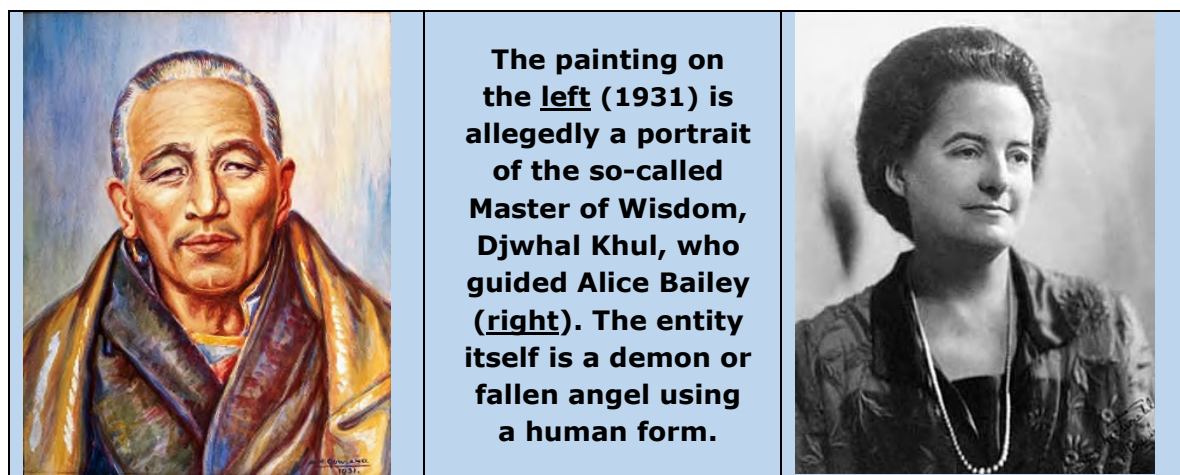 The painting on
the left (1931) is
allegedly a portrait
of the so-called
Master of Wisdom,
Djwhal Khul, who
guided Alice Bailey
(right). The entity
itself is a demon or
fallen angel using
a human form.
GOWLAND.
1931.